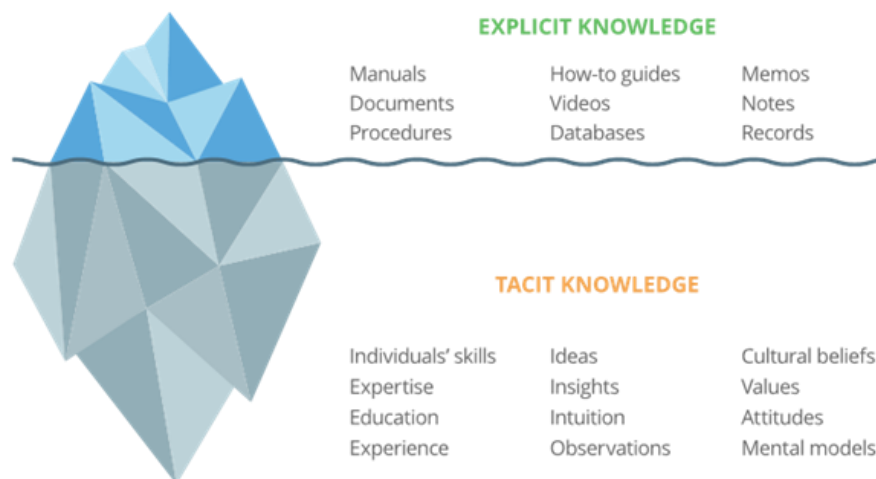 EXPLICIT KNOWLEDGE
Manuals How-to guides Memos
Documents Videos Notes
Procedures Databases Records
TACIT KNOWLEDGE
Individuals’ skills Ideas Cultural beliefs
Expertise Insights Values
Education Intuition Attitudes
Experience Observations Mental models